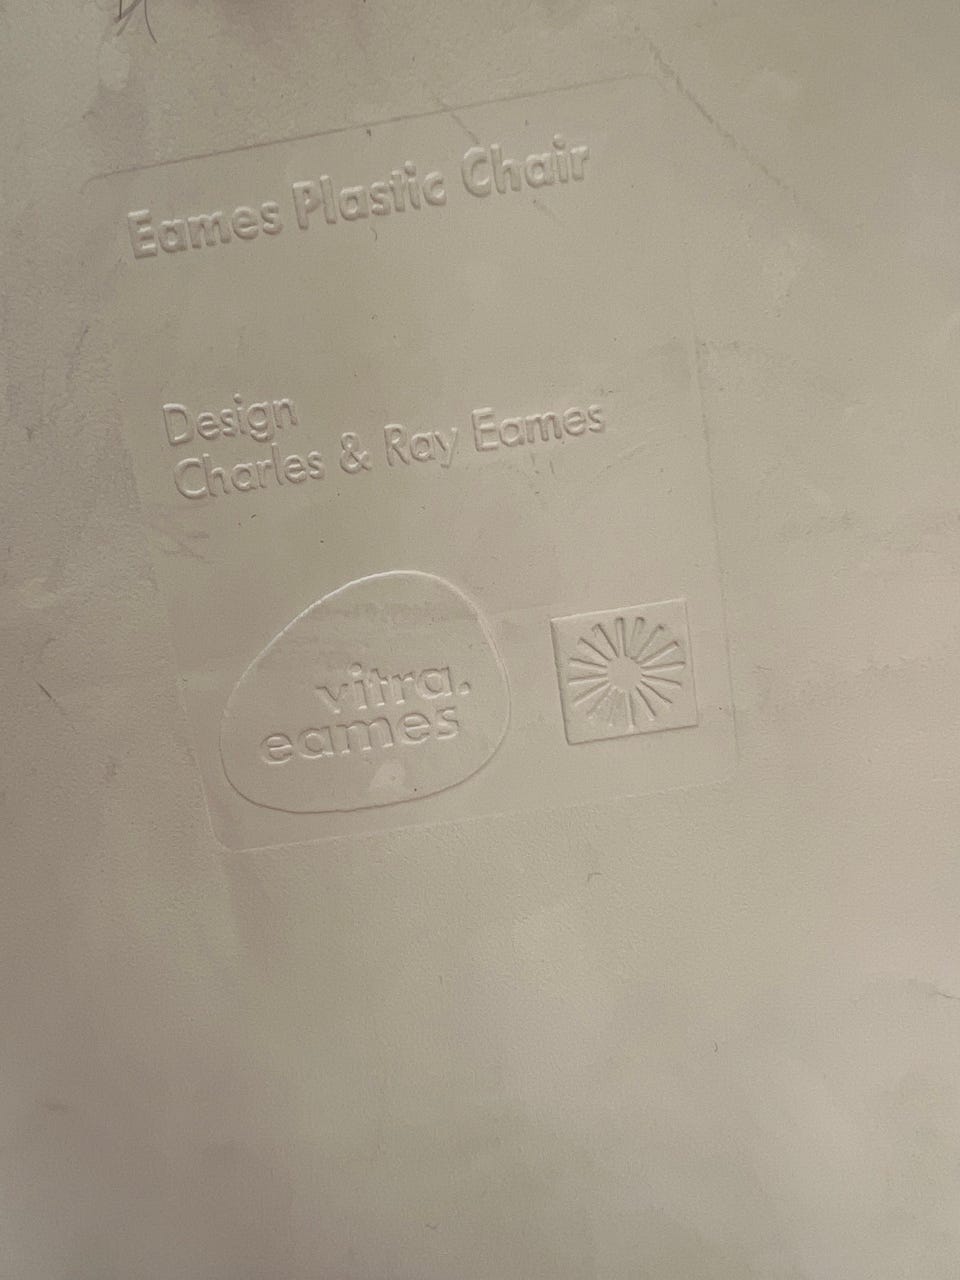 Eames Plastic Chair
Design
Charles & Ray Eames
vitra.
eames